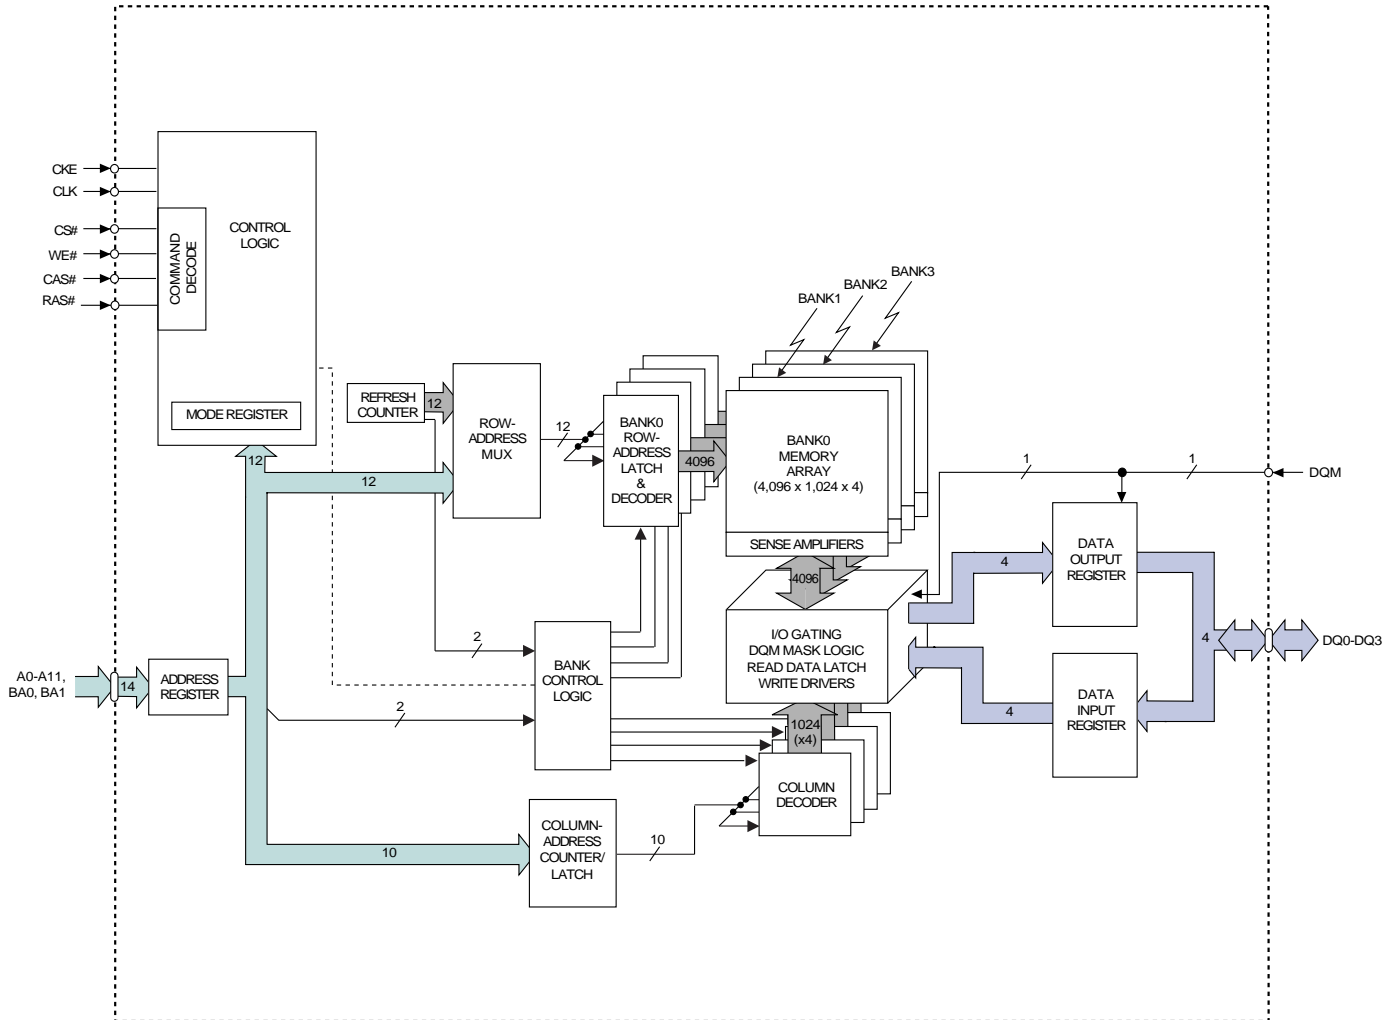 CKE
CLK
CS#
WE#
CAS#
RAS#
COMMAND
DECODE
CONTROL
LOGIC
MODE REGISTER
12
REFRESH
COUNTER
12
12
ROW-
ADDRESS
MUX
12
BANK0
ROW-
ADDRESS
LATCH
&
DECODER
4096
BANK1
BANK2
BANK3
BANK0
MEMORY
ARRAY
(4,096 x 1,024 x 4)
SENSE AMPLIFIERS
4096
I/O GATING
DQM MASK LOGIC
READ DATA LATCH
WRITE DRIVERS
1024
(x4)
COLUMN
DECODER
1
1
DQM
DATA
OUTPUT
REGISTER
4
4
DQ0-DQ3
DATA
INPUT
REGISTER
4
A0-A11,
BA0, BA1
14
ADDRESS
REGISTER
2
2
BANK
CONTROL
LOGIC
10
COLUMN-
ADDRESS
COUNTER/
LATCH
10